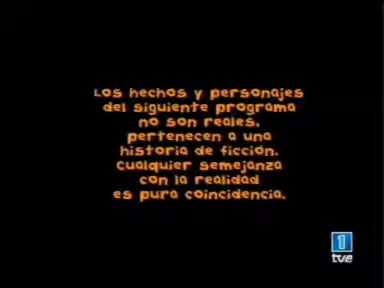 Los hechos y personajes
del siguiente programa
no son reales,
pertenecen a una
historia de ficción.
cualquier semejanza
con la realidad
es pura coincidencia.
1
tve